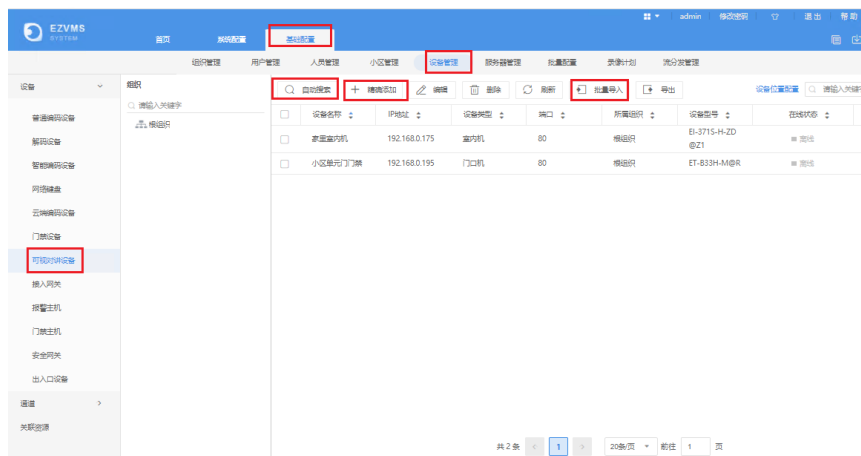 EZVMS
SYSTEM
admin 修改密码 退出 帮助
首页 系统配置 基础配置
组织管理 用户管理 人员管理 小区管理 设备管理 服务器管理 批量配置 录像计划 流分发管理
设备
普通编码设备
解码设备
智能编码设备
网络键盘
云端编码设备
门禁设备
可视对讲设备
接入网关
报警主机
门禁主机
安全网关
出入口设备
通道
关联资源
组织
请输入关键字
根组织
自动搜索 精确添加 编辑 删除 刷新 批量导入 导出 设备位置配置 请输入关键字
设备名称 IP地址 设备类型 端口 所属组织 设备型号 在线状态
家里室内机 192.168.0.175 室内机 80 根组织 EI-371S-H-ZD@Z1 离线
小区单元门门禁 192.168.0.195 门口机 80 根组织 ET-B33H-M@R 离线
共 2 条 < 1 > 20条/页 前往 1 页